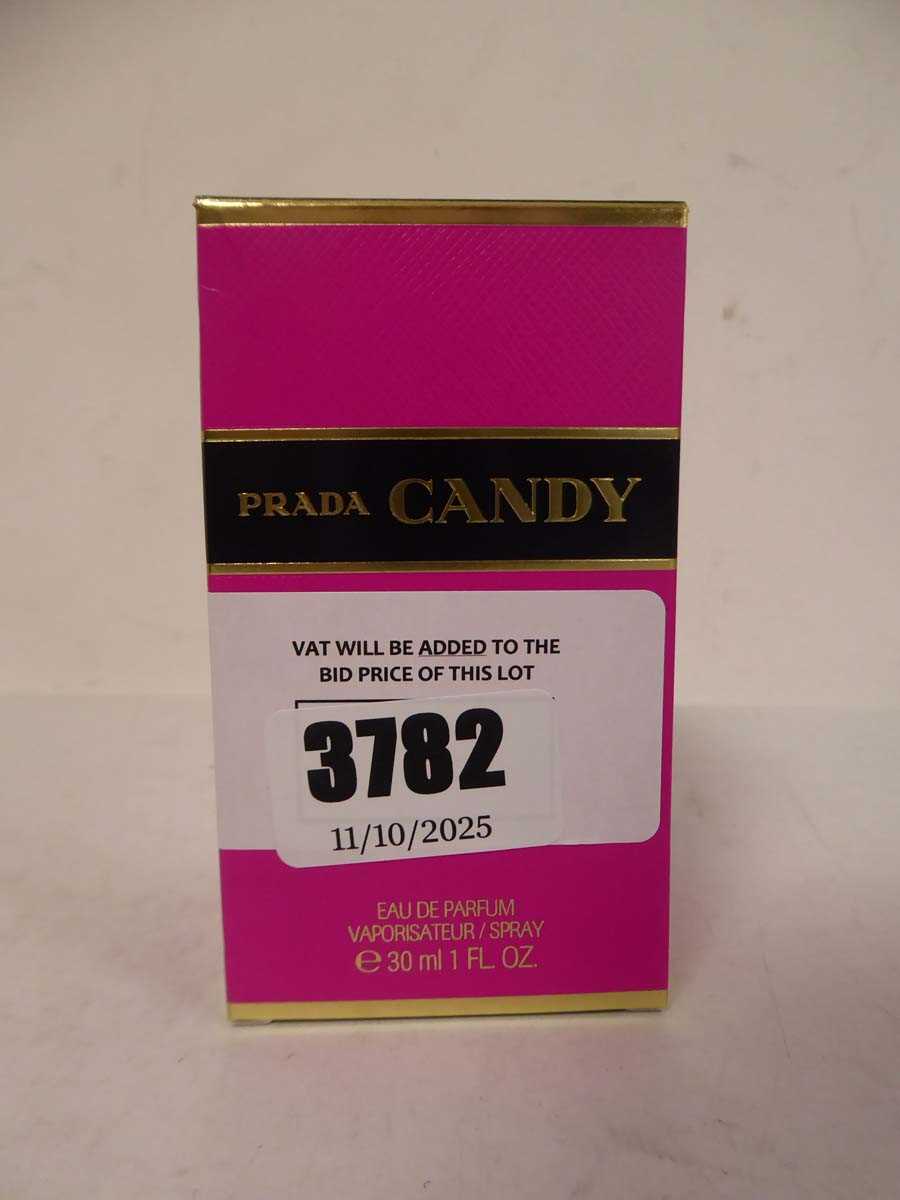 PRADA CANDY
VAT WILL BE ADDED TO THE
BID PRICE OF THIS LOT
3782
11/10/2025
EAU DE PARFUM
VAPORISATEUR / SPRAY
℮ 30 ml 1 FL. OZ.